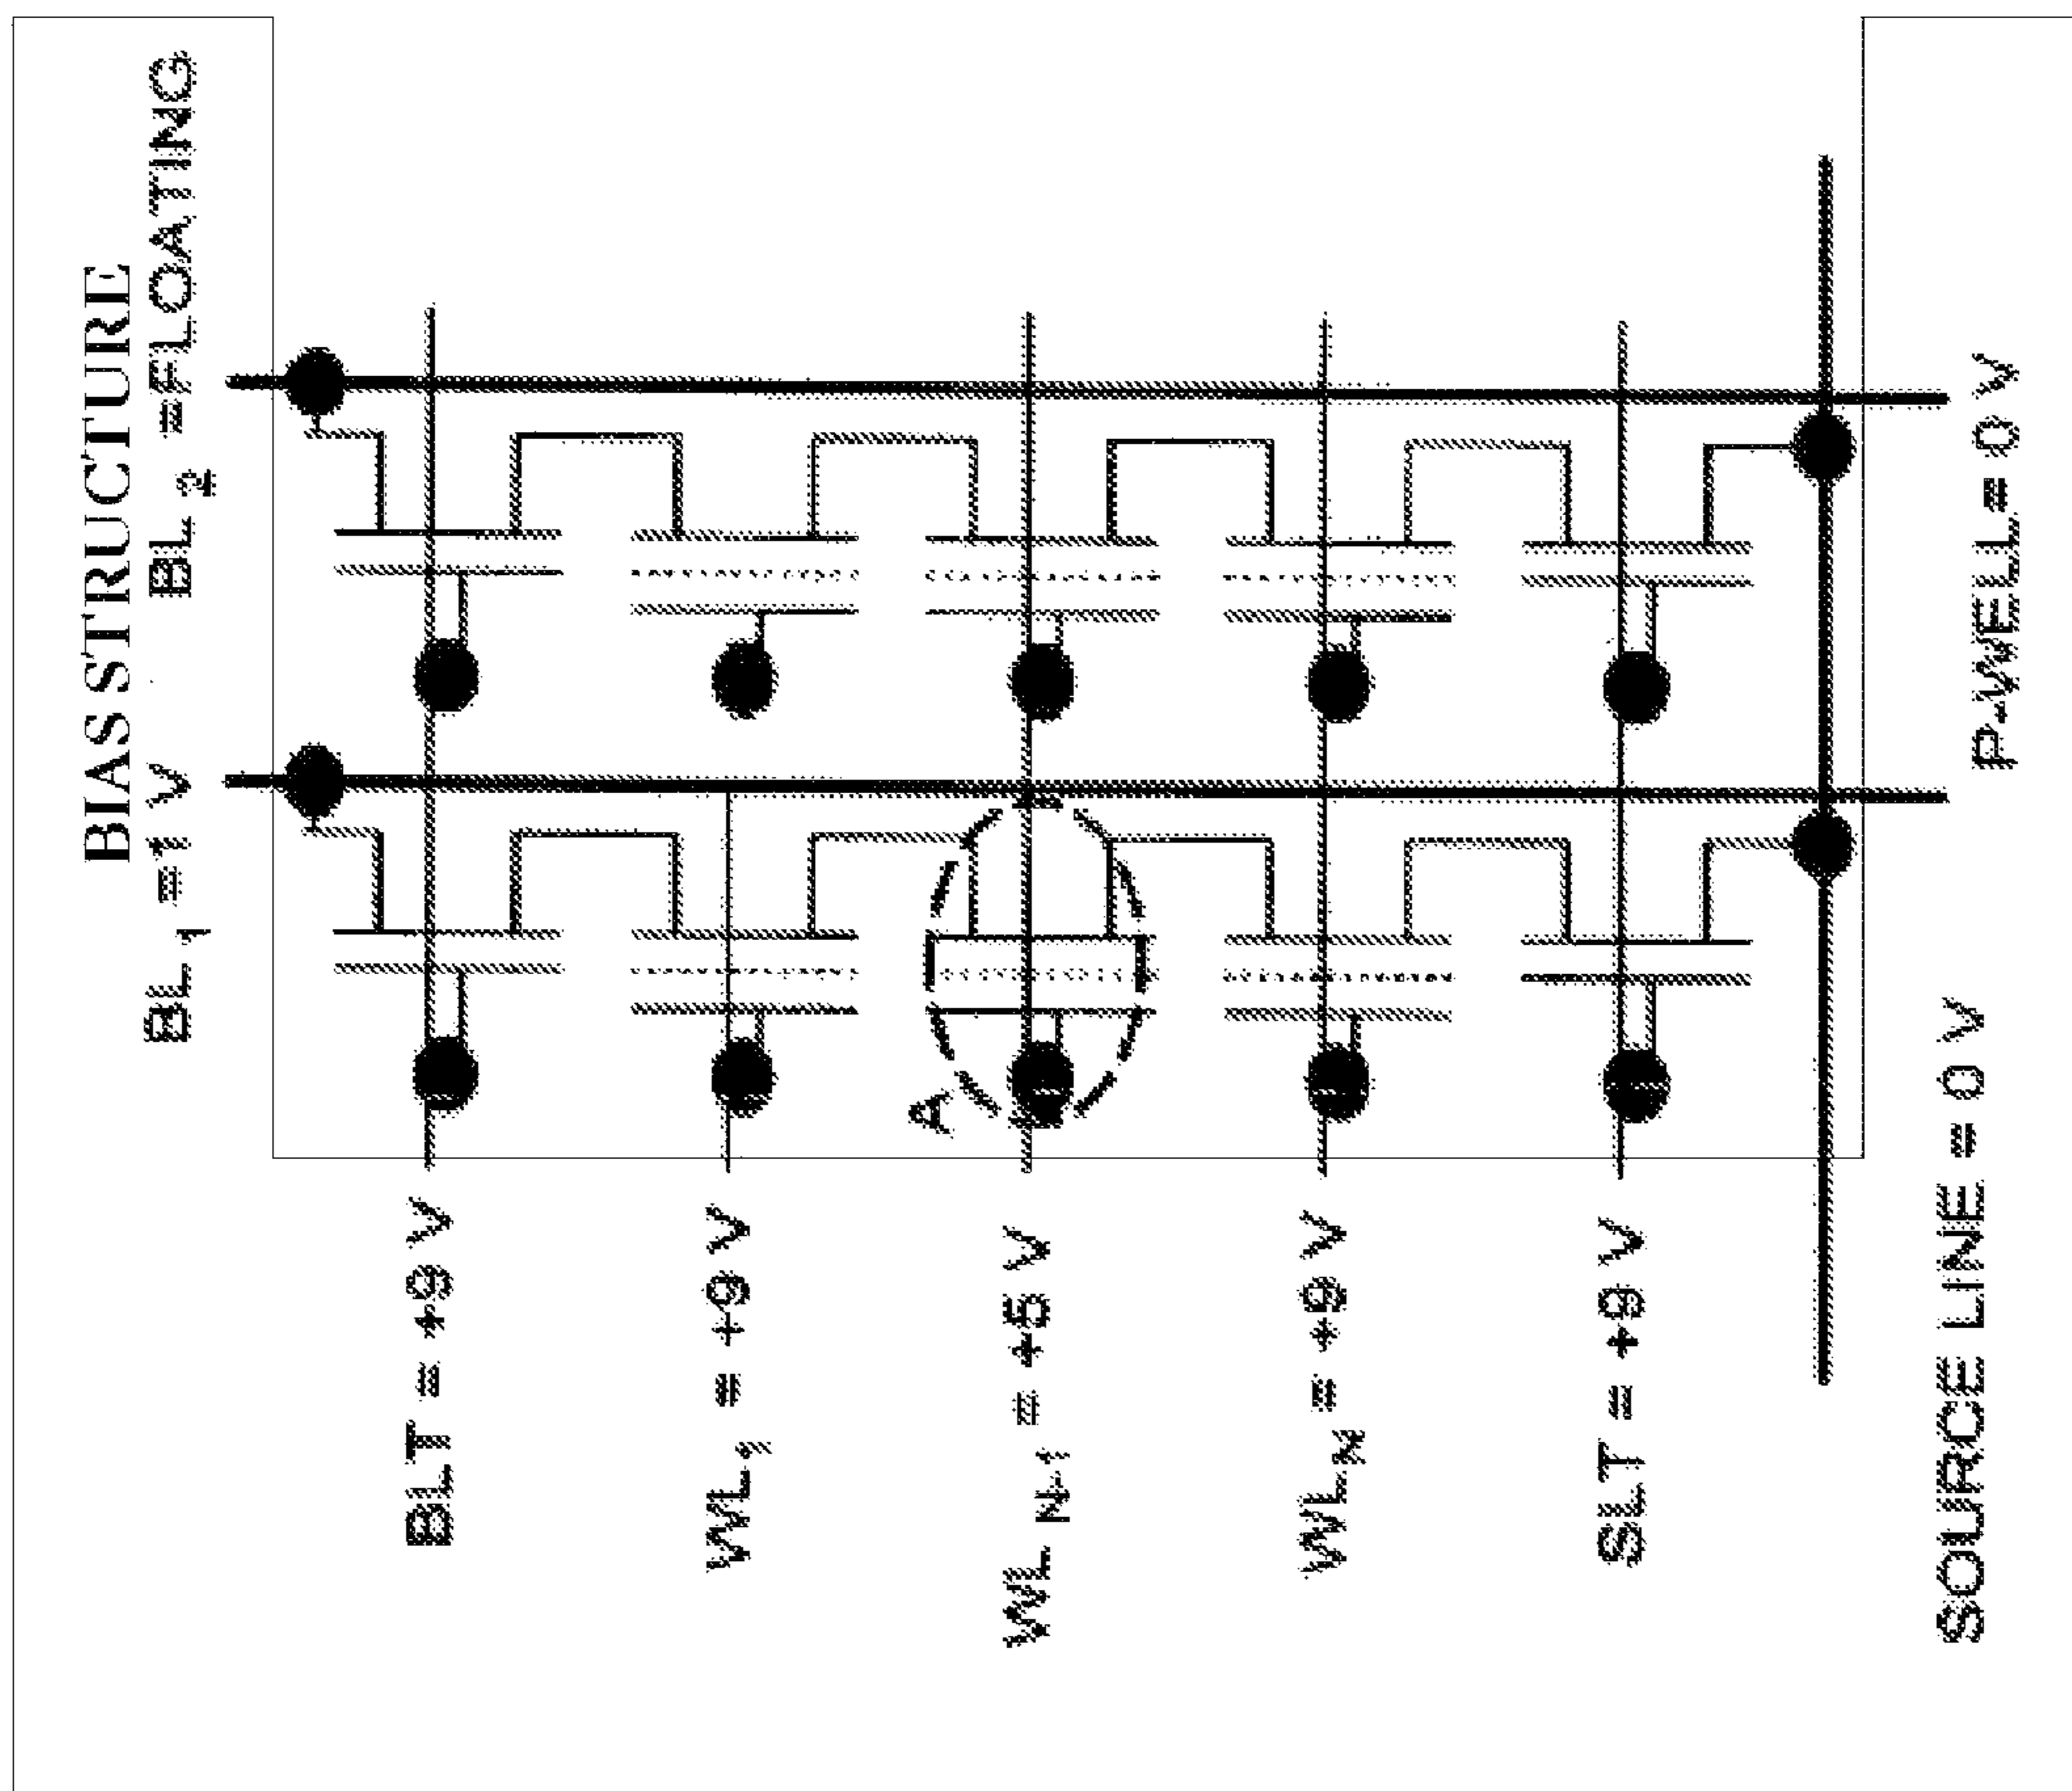 BIAS STRUCTURE
BL1 =1 V
BL2 =FLOATING
BLT = +9 V
WL1 = +9 V
A
WL N-1 = +5 V
WLN = +9 V
SLT = +9 V
SOURCE LINE = 0 V
P-WELL= 0 V